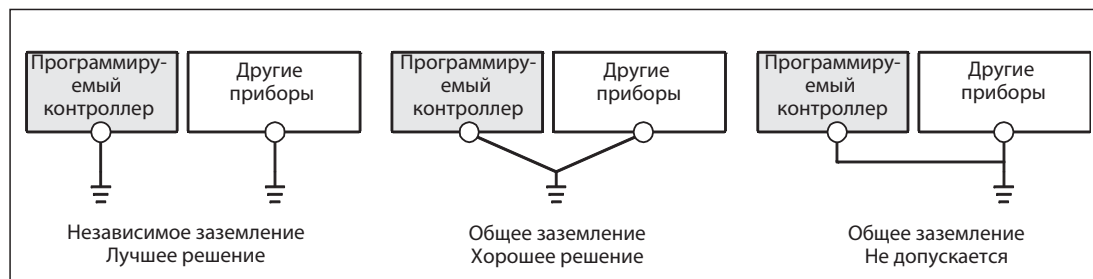 Программиру-
емый
контроллер
Другие
приборы
Независимое заземление
Лучшее решение
Программиру-
емый
контроллер
Другие
приборы
Общее заземление
Хорошее решение
Программиру-
емый
контроллер
Другие
приборы
Общее заземление
Не допускается